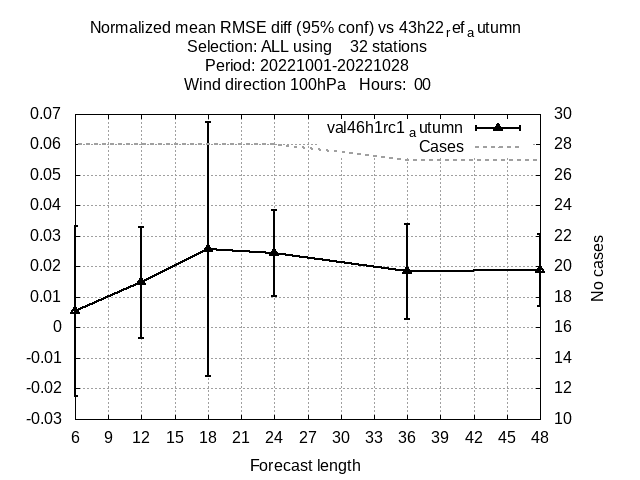 Normalized mean RMSE diff (95% conf) vs 43h22ref autumn
Selection: ALL using 32 stations
Period: 20221001-20221028
Wind direction 100hPa Hours: 00
0.07
0.06
0.05
0.04
0.03
0.02
0.01
0
-0.01
-0.02
-0.03
val46h1rc1 autumn
Cases
30
28
26
24
22
20
18
16
14
12
10
No cases
6 9 12 15 18 21 24 27 30 33 36 39 42 45 48
Forecast length